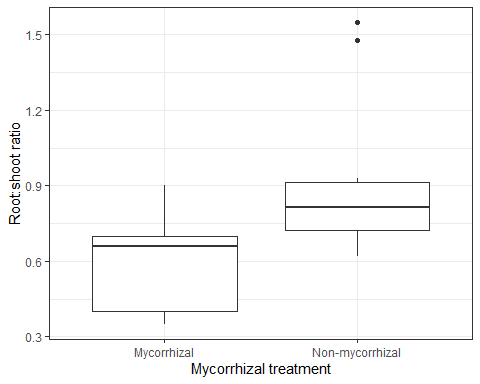 Root:shoot ratio
1.5
1.2
0.9
0.6
0.3
Mycorrhizal
Non-mycorrhizal
Mycorrhizal treatment